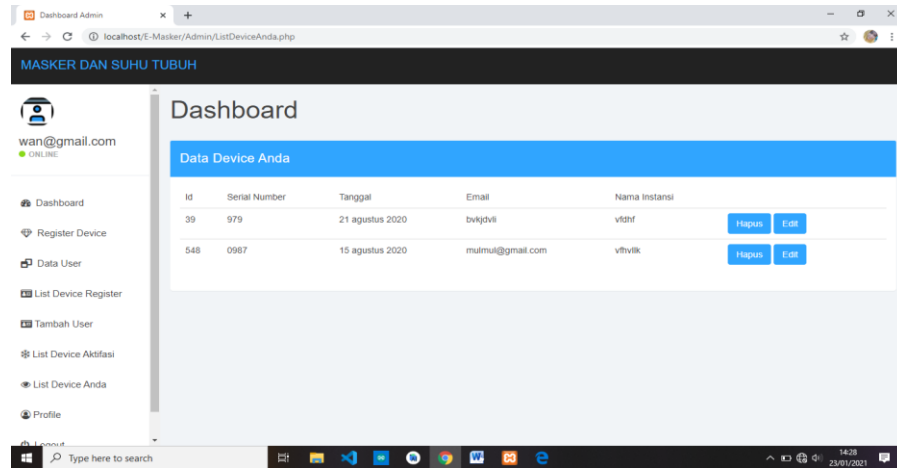 Dashboard Admin
localhost/E-Masker/Admin/ListDeviceAnda.php
MASKER DAN SUHU TUBUH
wan@gmail.com
ONLINE
Dashboard
Register Device
Data User
List Device Register
Tambah User
List Device Aktifasi
List Device Anda
Profile
Logout
Dashboard
Data Device Anda
Id Serial Number Tanggal Email Nama Instansi
39 979 21 agustus 2020 bvkjdvli vfdhf Hapus Edit
548 0987 15 agustus 2020 mulmul@gmail.com vfhvllk Hapus Edit
Type here to search
14:28
23/01/2021